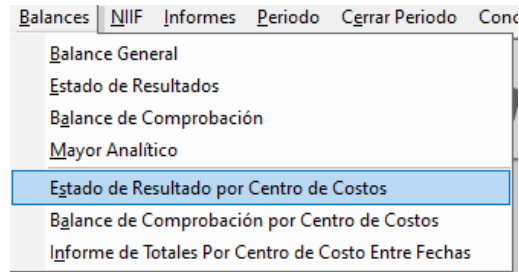 Balances NIIF Informes Periodo Cerrar Periodo
Balance General
Estado de Resultados
Balance de Comprobación
Mayor Analítico
Estado de Resultado por Centro de Costos
Balance de Comprobación por Centro de Costos
Informe de Totales Por Centro de Costo Entre Fechas